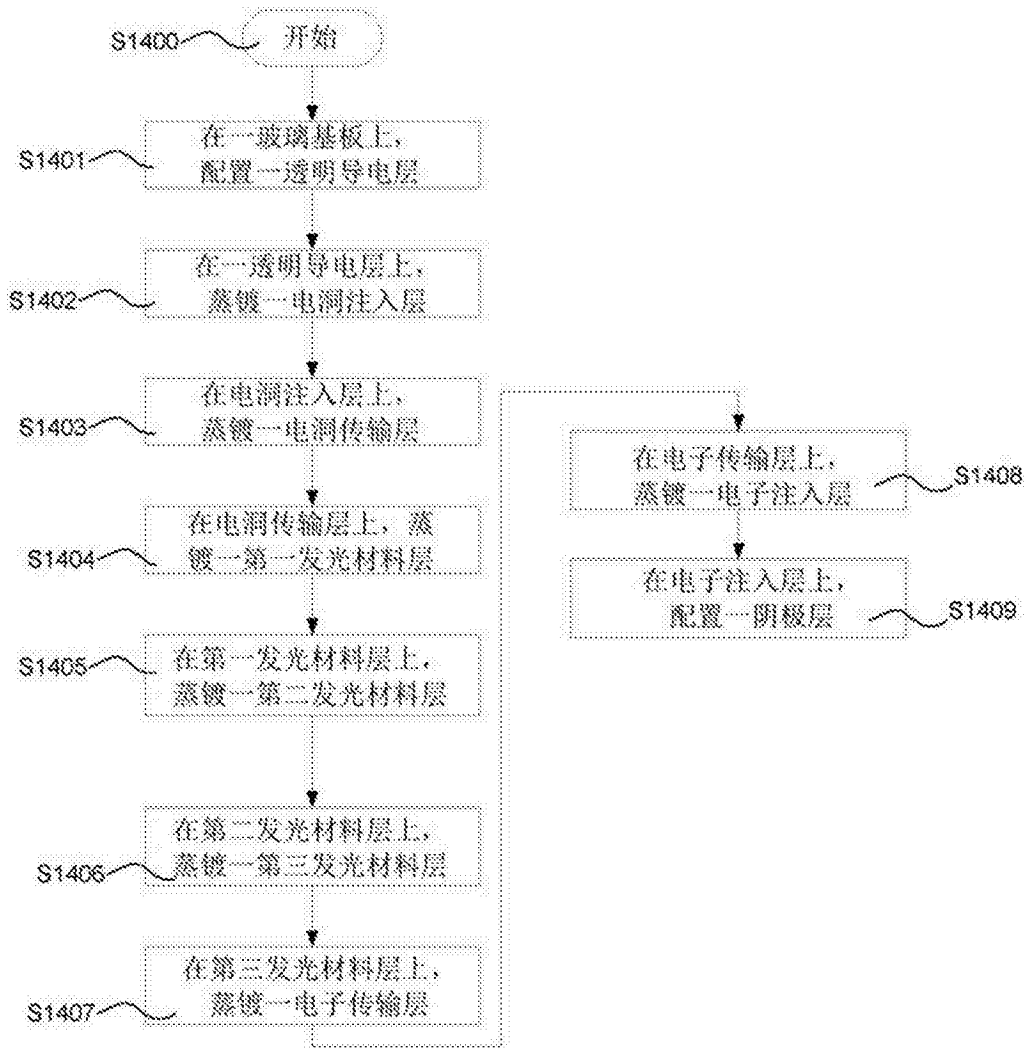 S1400
开始
S1401
在一玻璃基板上，
配置一透明导电层
S1402
在一透明导电层上，
蒸镀一电洞注入层
S1403
在电洞注入层上，
蒸镀一电洞传输层
S1404
在电洞传输层上，蒸
镀一第一发光材料层
S1405
在第一发光材料层上，
蒸镀一第二发光材料层
S1406
在第二发光材料层上，
蒸镀一第三发光材料层
S1407
在第三发光材料层上，
蒸镀一电子传输层
S1408
在电子传输层上，
蒸镀一电子注入层
S1409
在电子注入层上，
配置一阴极层